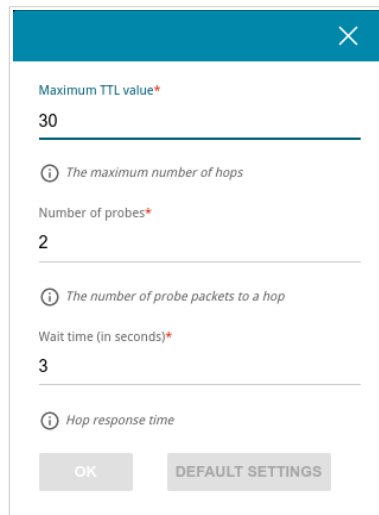 Maximum TTL value*
30
The maximum number of hops
Number of probes*
2
The number of probe packets to a hop
Wait time (in seconds)*
3
Hop response time
OK DEFAULT SETTINGS